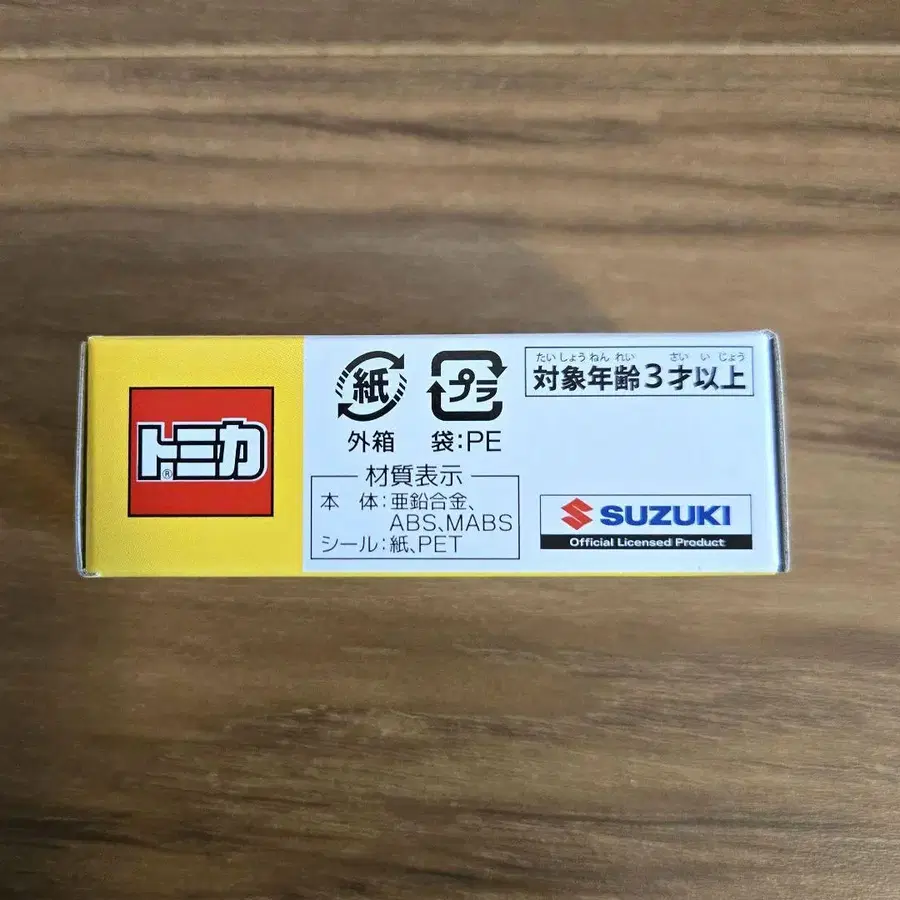 トミカ®
紙
外箱
プラ
袋:PE
たいしょうねんれい さいいじょう
対象年齢3才以上
材質表示
本 体:亜鉛合金、
ABS、MABS
シール:紙、PET
SUZUKI
Official Licensed Product